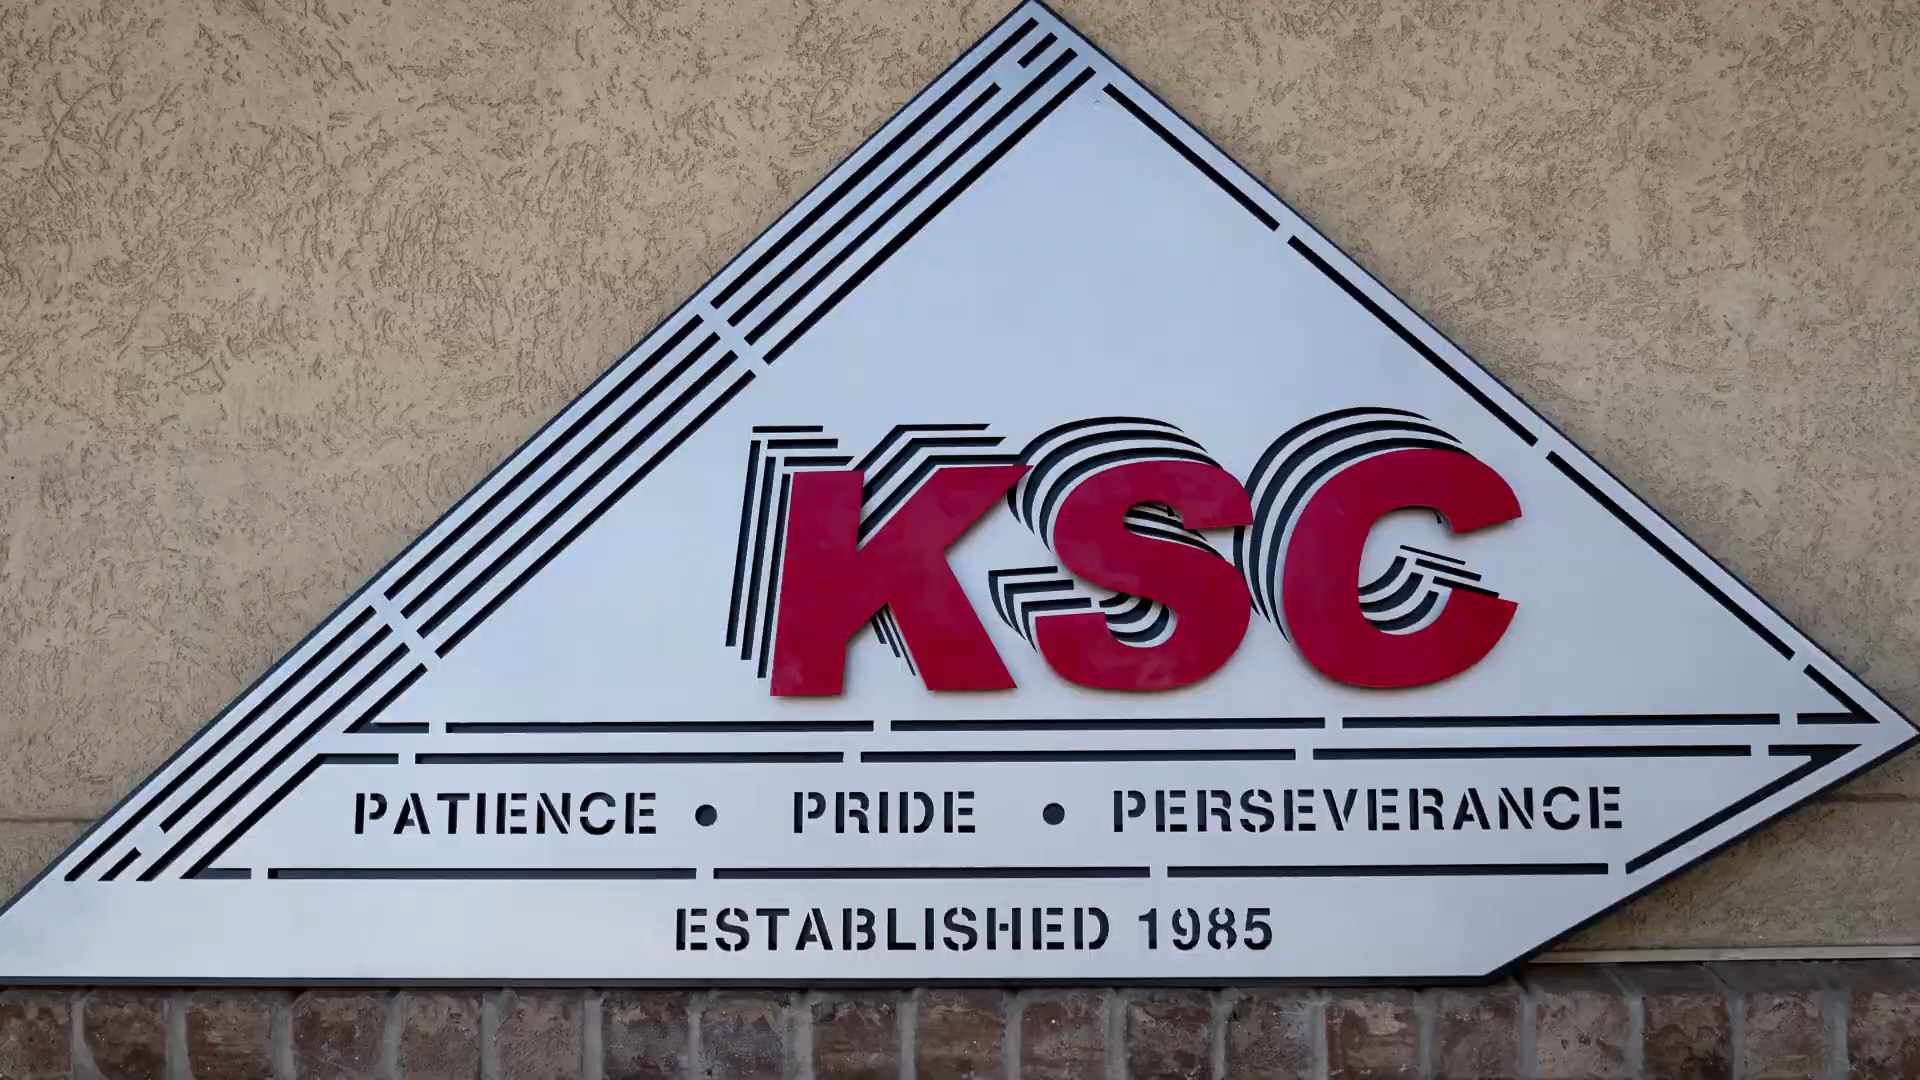 KSC
PATIENCE • PRIDE • PERSEVERANCE
ESTABLISHED 1985